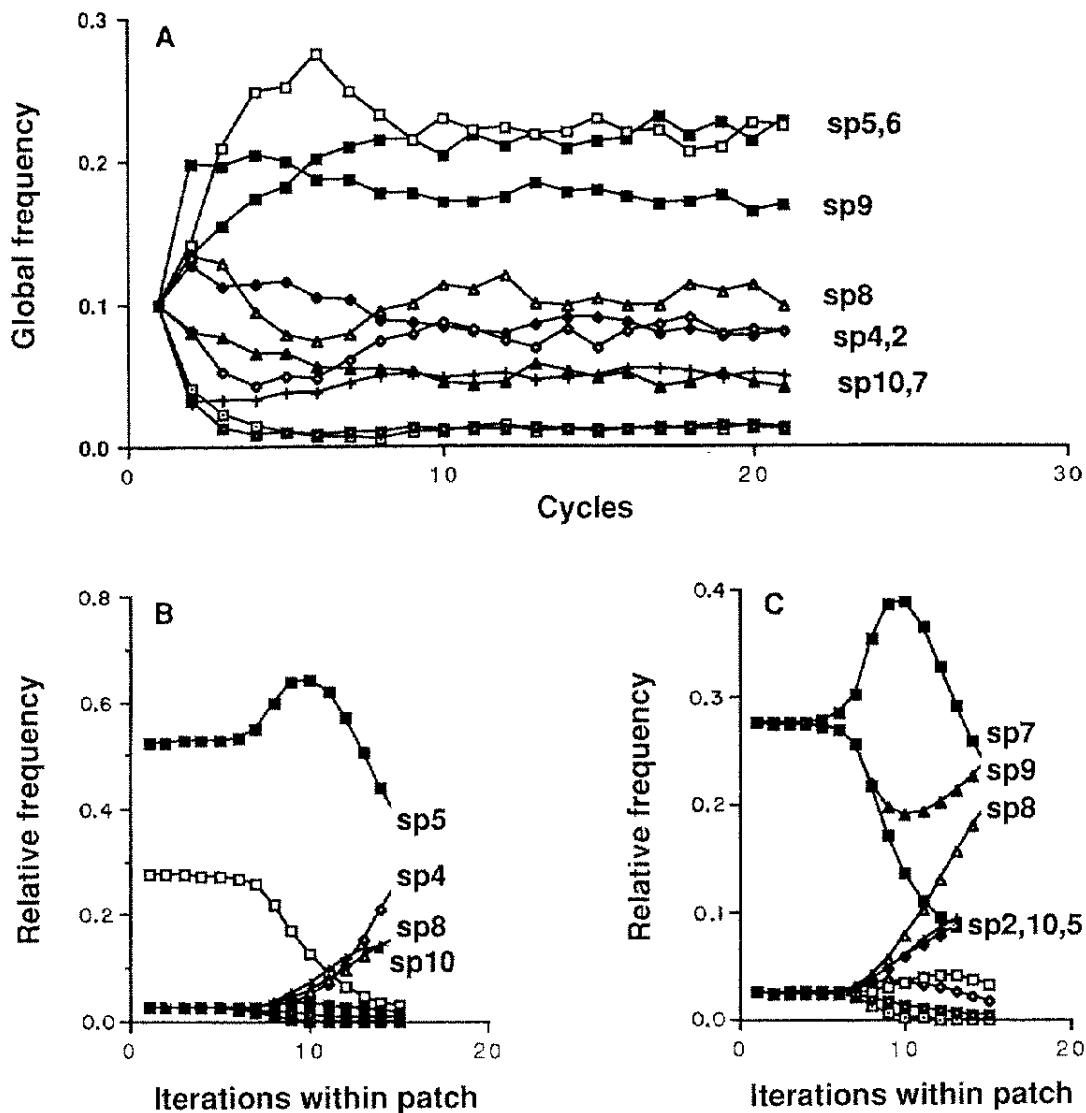 A
Global frequency
0.3
0.2
0.1
0.0
0
10
20
30
Cycles
sp5,6
sp9
sp8
sp4,2
sp10,7
B
Relative frequency
0.8
0.6
0.4
0.2
0.0
0
10
20
Iterations within patch
sp5
sp4
sp8
sp10
C
Relative frequency
0.4
0.3
0.2
0.1
0.0
0
10
20
Iterations within patch
sp7
sp9
sp8
sp2,10,5